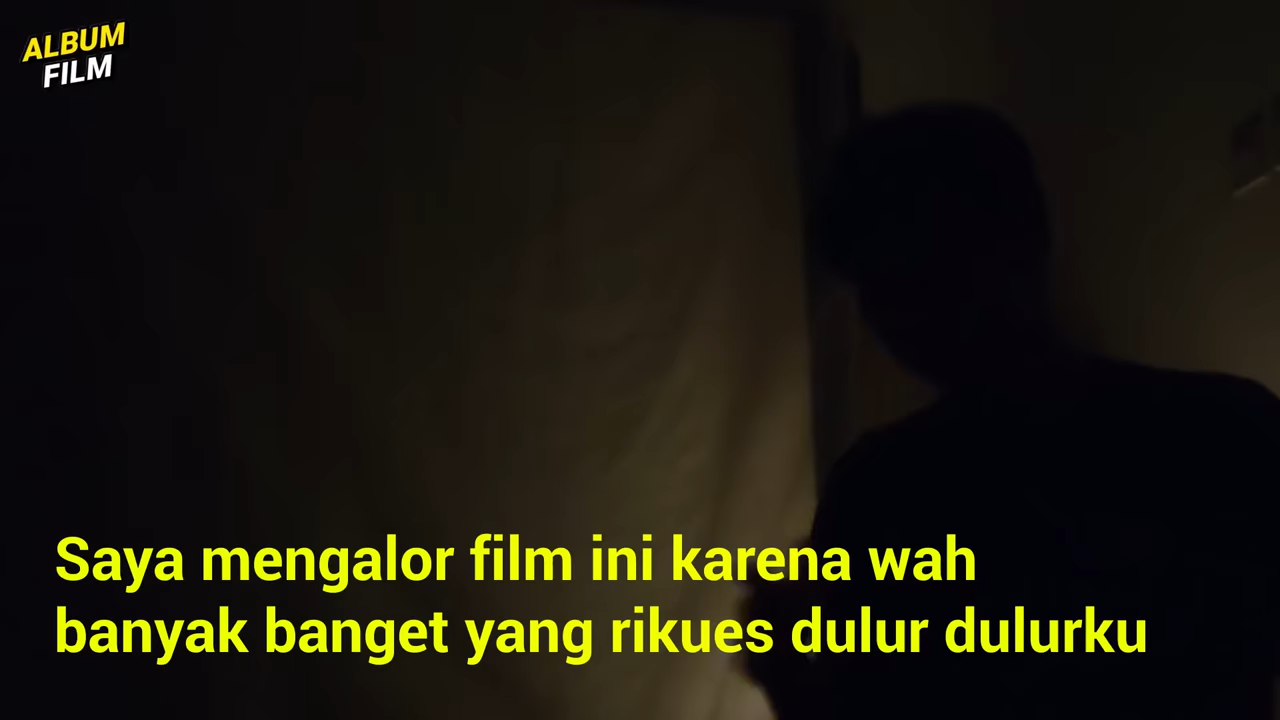 ALBUM
FILM
Saya mengalor film ini karena wah
banyak banget yang rikues dulur dulurku